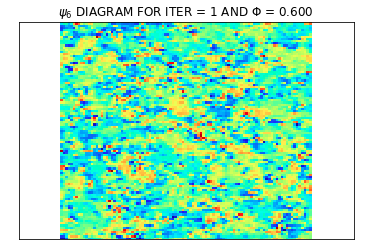 ψ₆ DIAGRAM FOR ITER = 1 AND Φ = 0.600